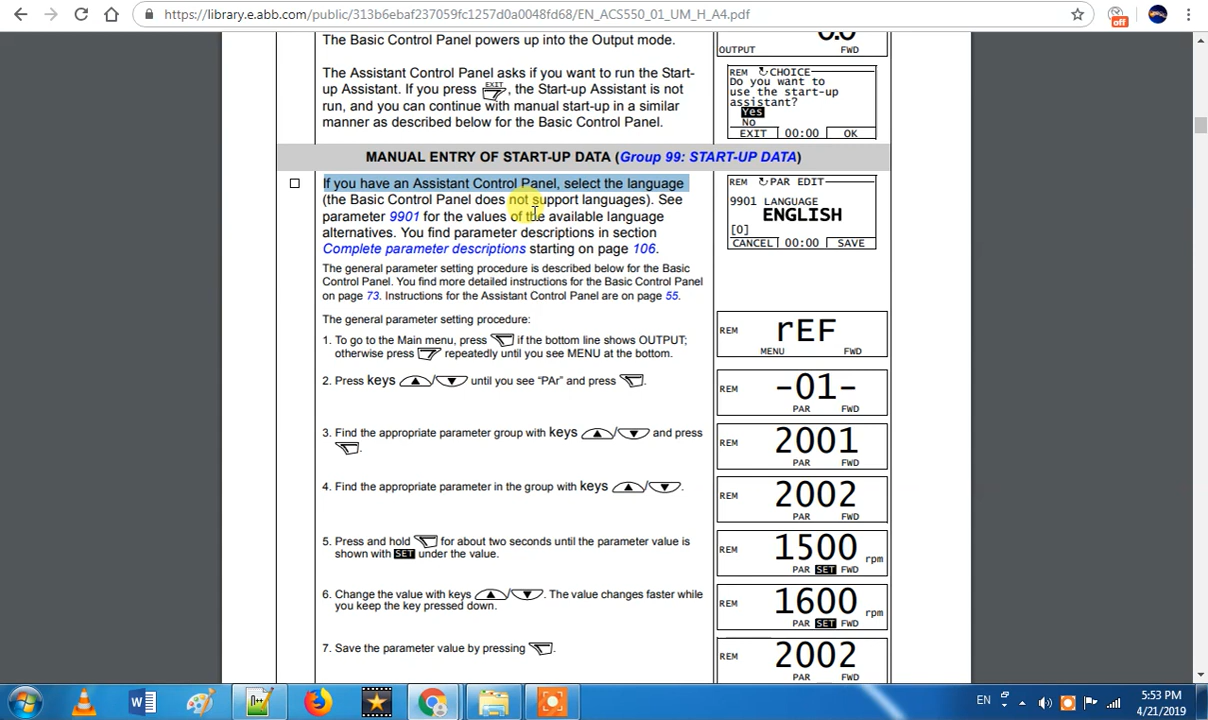 https://library.e.abb.com/public/313b6ebaf237059fc1257d0a0048fd68/EN_ACS550_01_UM_H_A4.pdf
off
The Basic Control Panel powers up into the Output mode.
OUTPUT FWD
The Assistant Control Panel asks if you want to run the Start-
up Assistant. If you press EXIT, the Start-up Assistant is not
run, and you can continue with manual start-up in a similar
manner as described below for the Basic Control Panel.
REM CHOICE
Do you want to
use the start-up
assistant?
Yes
No
EXIT 00:00 OK
MANUAL ENTRY OF START-UP DATA (Group 99: START-UP DATA)
If you have an Assistant Control Panel, select the language
(the Basic Control Panel does not support languages). See
parameter 9901 for the values of the available language
alternatives. You find parameter descriptions in section
Complete parameter descriptions starting on page 106.
REM PAR EDIT
9901 LANGUAGE
ENGLISH
[0]
CANCEL 00:00 SAVE
The general parameter setting procedure is described below for the Basic
Control Panel. You find more detailed instructions for the Basic Control Panel
on page 73. Instructions for the Assistant Control Panel are on page 55.
The general parameter setting procedure:
1. To go to the Main menu, press if the bottom line shows OUTPUT;
otherwise press repeatedly until you see MENU at the bottom.
REM rEF
MENU FWD
2. Press keys / until you see “PAr” and press .
REM -01-
PAR FWD
3. Find the appropriate parameter group with keys / and press
.
REM 2001
PAR FWD
4. Find the appropriate parameter in the group with keys / .
REM 2002
PAR FWD
5. Press and hold for about two seconds until the parameter value is
shown with SET under the value.
REM 1500 rpm
PAR SET FWD
6. Change the value with keys / . The value changes faster while
you keep the key pressed down.
REM 1600 rpm
PAR SET FWD
7. Save the parameter value by pressing .
REM 2002
PAR FWD
EN
5:53 PM
4/21/2019